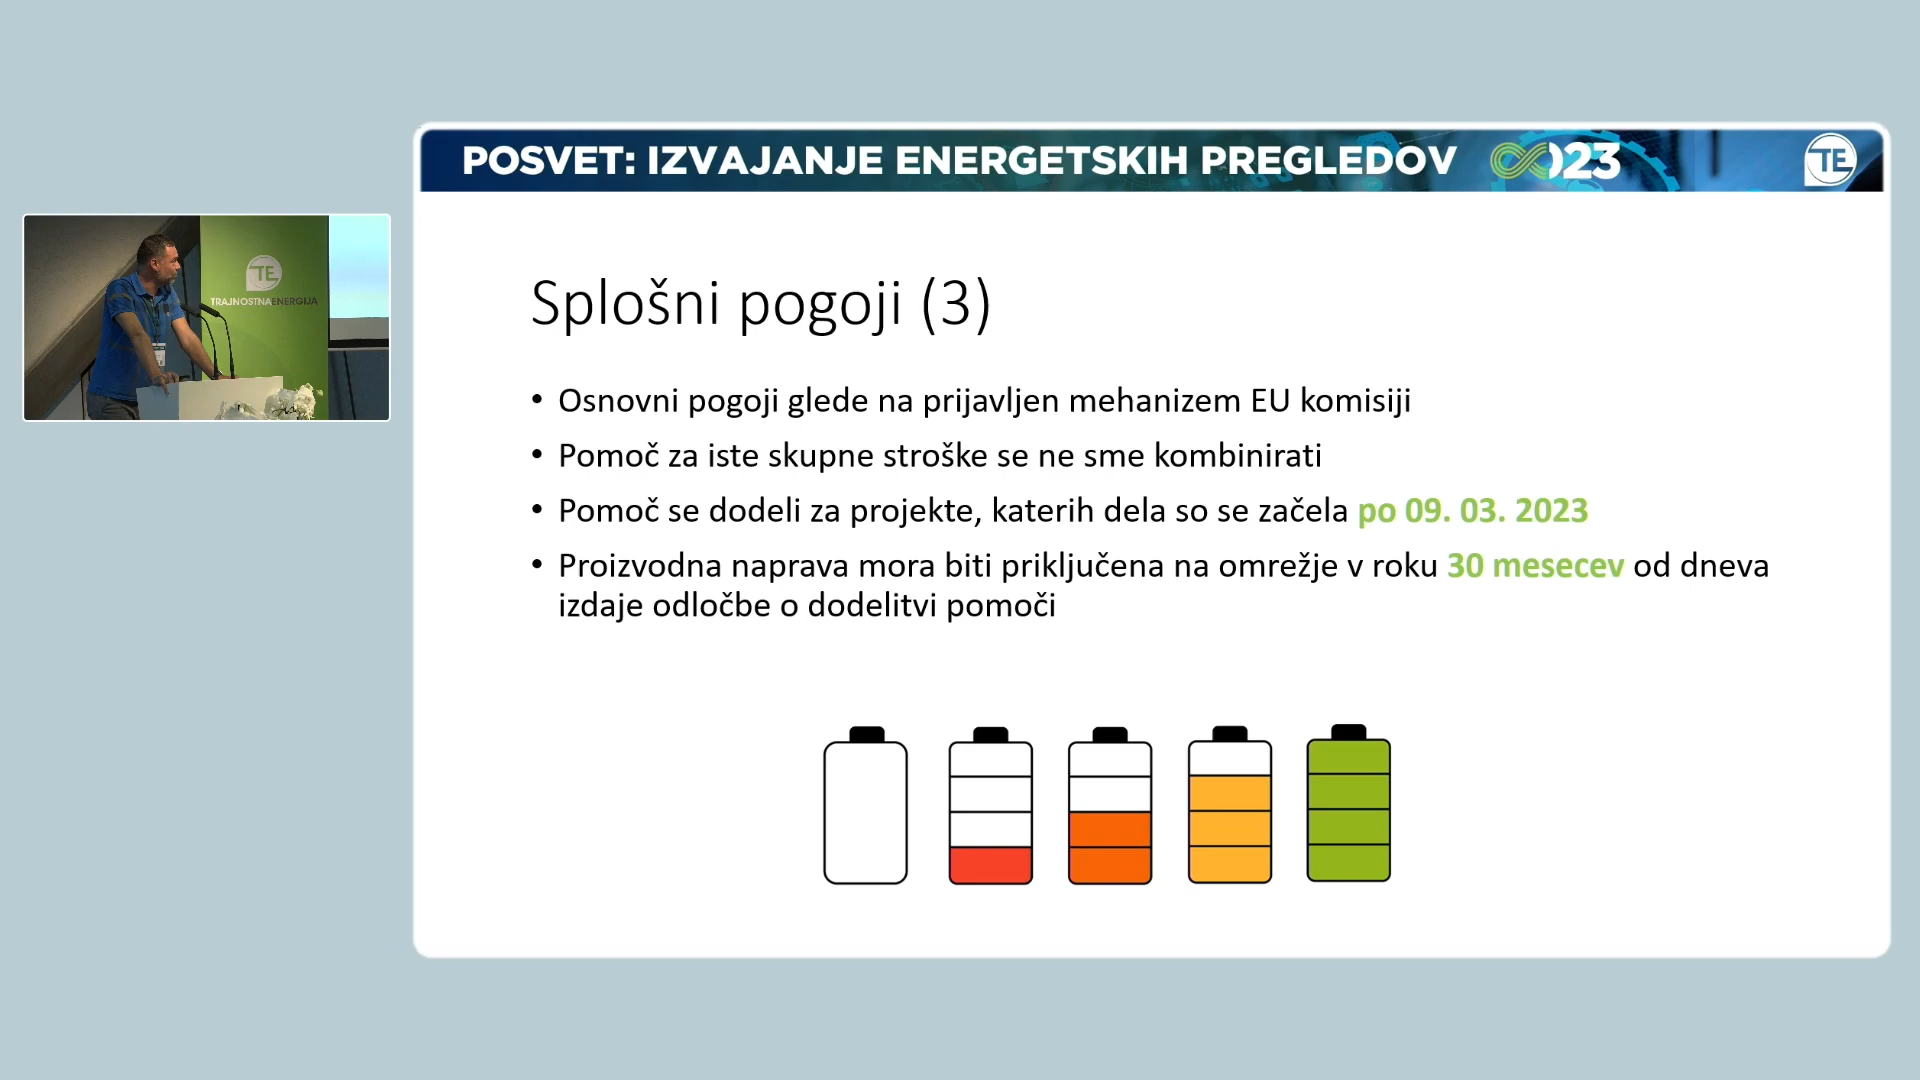 POSVET: IZVAJANJE ENERGETSKIH PREGLEDOV
023
TE
TE
TRAJNOSTNAENERGIJA
Splošni pogoji (3)
• Osnovni pogoji glede na prijavljen mehanizem EU komisiji
• Pomoč za iste skupne stroške se ne sme kombinirati
• Pomoč se dodeli za projekte, katerih dela so se začela po 09. 03. 2023
• Proizvodna naprava mora biti priključena na omrežje v roku 30 mesecev od dneva
izdaje odločbe o dodelitvi pomoči